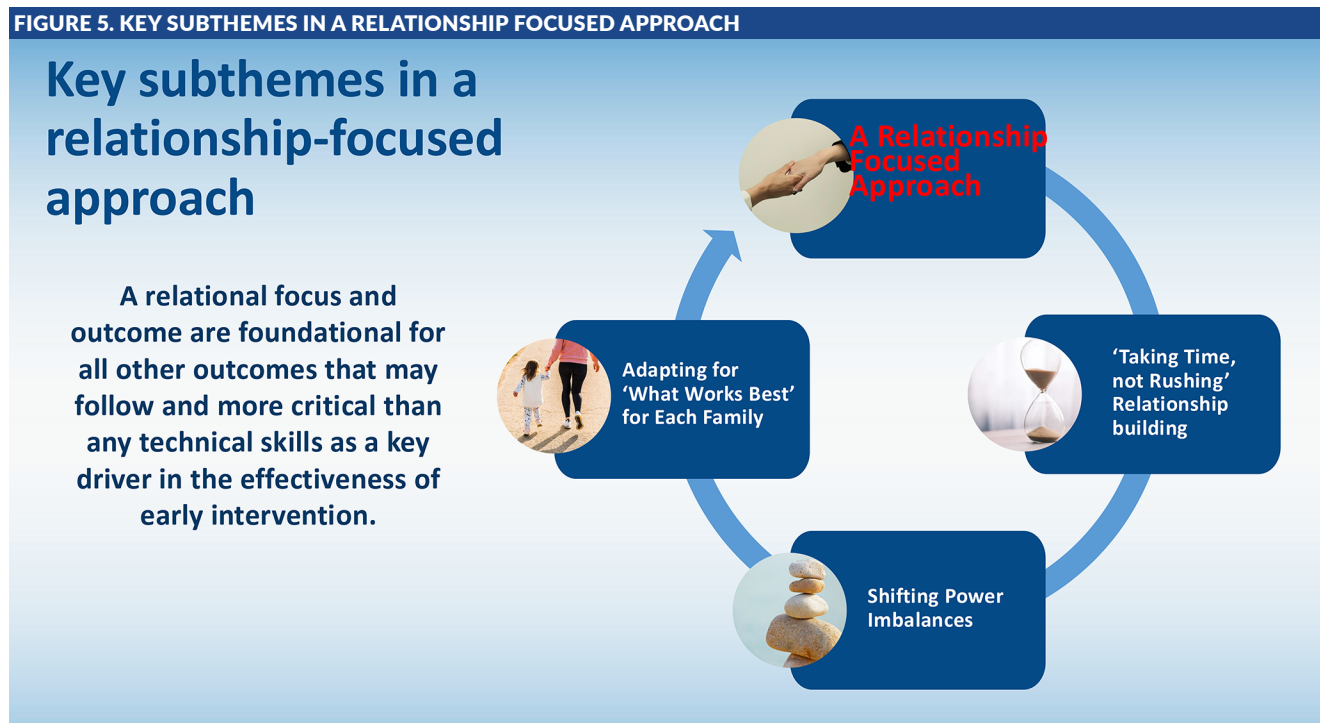 FIGURE 5. KEY SUBTHEMES IN A RELATIONSHIP FOCUSED APPROACH
Key subthemes in a
relationship-focused
approach
A relational focus and
outcome are foundational for
all other outcomes that may
follow and more critical than
any technical skills as a key
driver in the effectiveness of
early intervention.
A Relationship
Focused
Approach
‘Taking Time,
not Rushing’
Relationship
building
Shifting Power
Imbalances
Adapting for
‘What Works Best’
for Each Family